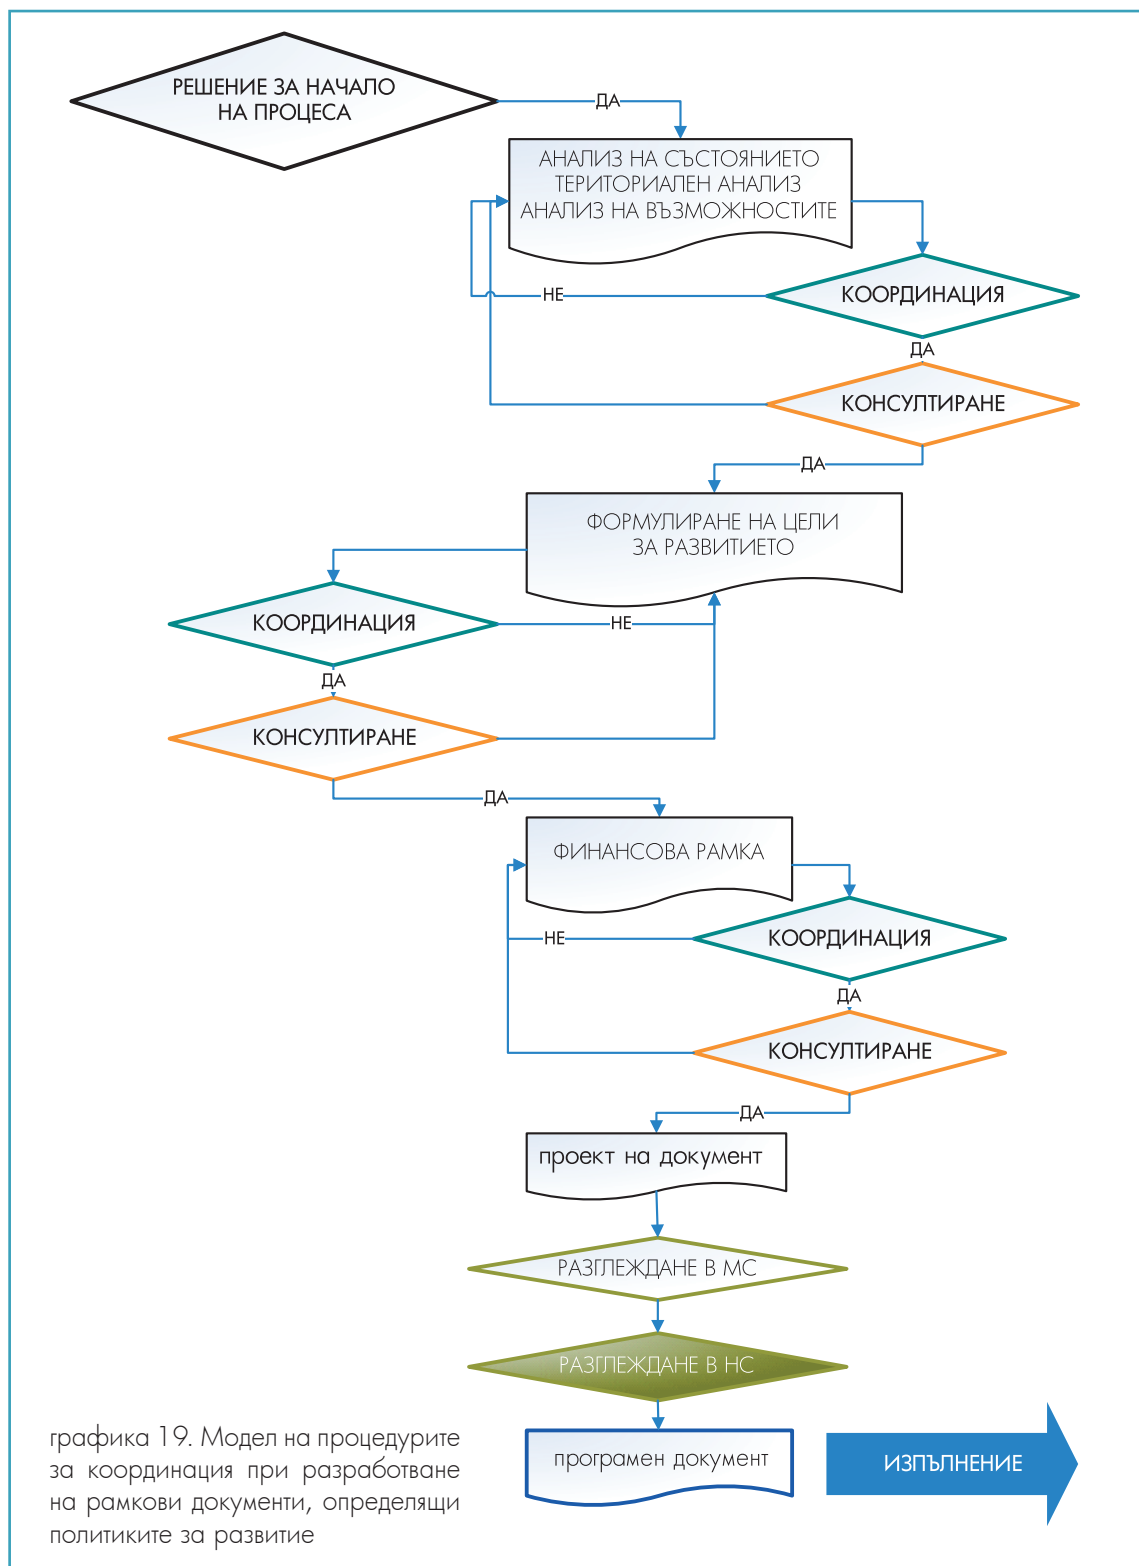 РЕШЕНИЕ ЗА НАЧАЛО
НА ПРОЦЕСА
ДА
АНАЛИЗ НА СЪСТОЯНИЕТО
ТЕРИТОРИАЛЕН АНАЛИЗ
АНАЛИЗ НА ВЪЗМОЖНОСТИТЕ
НЕ
КООРДИНАЦИЯ
ДА
КОНСУЛТИРАНЕ
ДА
ФОРМУЛИРАНЕ НА ЦЕЛИ
ЗА РАЗВИТИЕТО
КООРДИНАЦИЯ
НЕ
ДА
КОНСУЛТИРАНЕ
ДА
ФИНАНСОВА РАМКА
НЕ
КООРДИНАЦИЯ
ДА
КОНСУЛТИРАНЕ
ДА
проект на документ
РАЗГЛЕЖДАНЕ В МС
РАЗГЛЕЖДАНЕ В НС
програмен документ
ИЗПЪЛНЕНИЕ
графика 19. Модел на процедурите
за координация при разработване
на рамкови документи, определящи
политиките за развитие